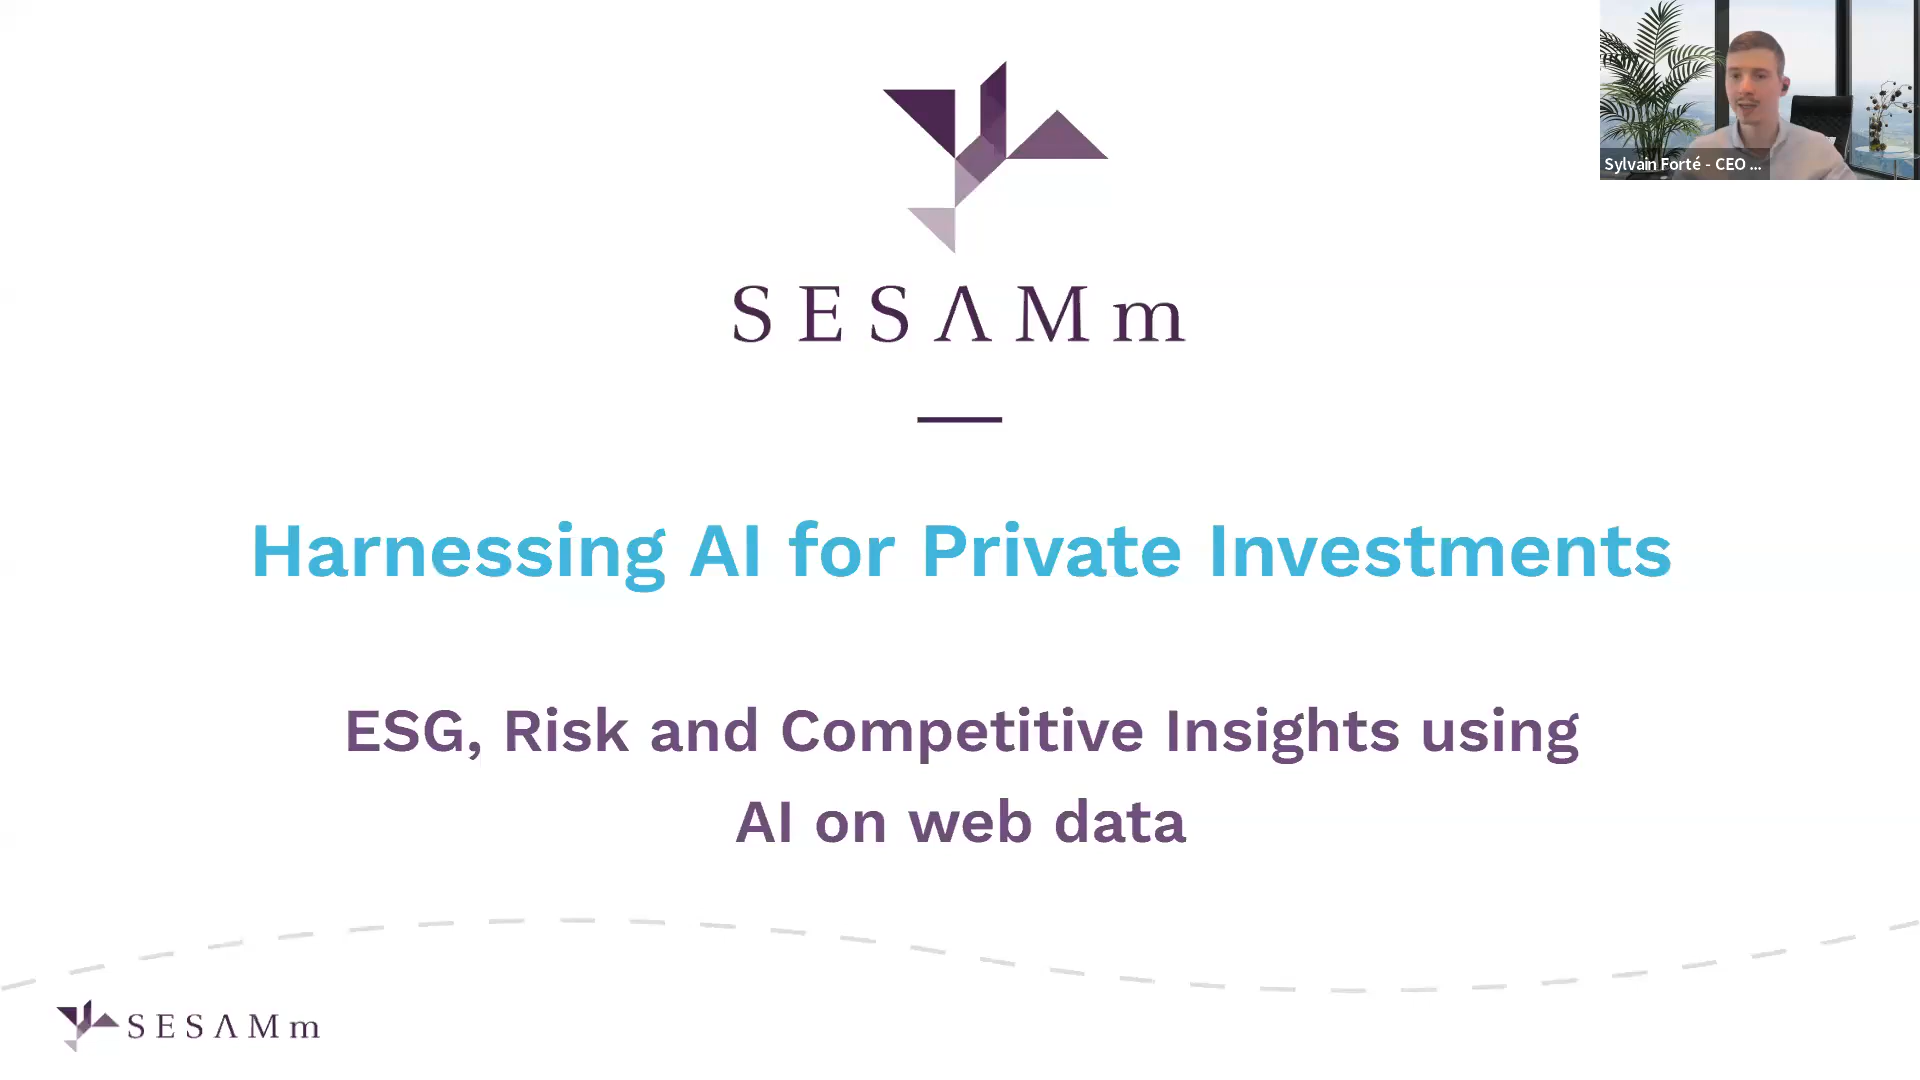 Sylvain Forté - CEO ...
SESΛMm
Harnessing AI for Private Investments
ESG, Risk and Competitive Insights using
AI on web data
SESΛMm